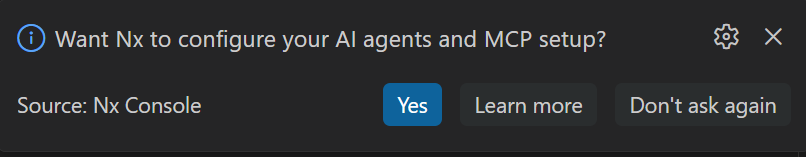 Want Nx to configure your AI agents and MCP setup?
Source: Nx Console
Yes
Learn more
Don't ask again